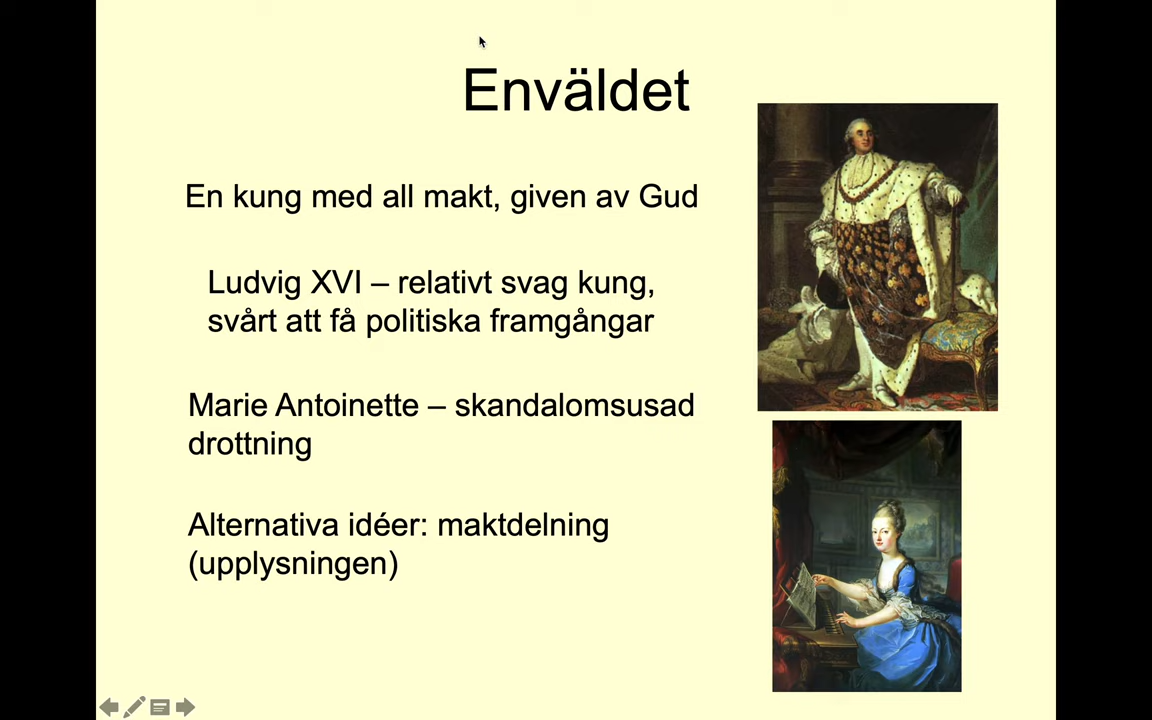 Enväldet
En kung med all makt, given av Gud
Ludvig XVI – relativt svag kung,
svårt att få politiska framgångar
Marie Antoinette – skandalomsusad
drottning
Alternativa idéer: maktdelning
(upplysningen)